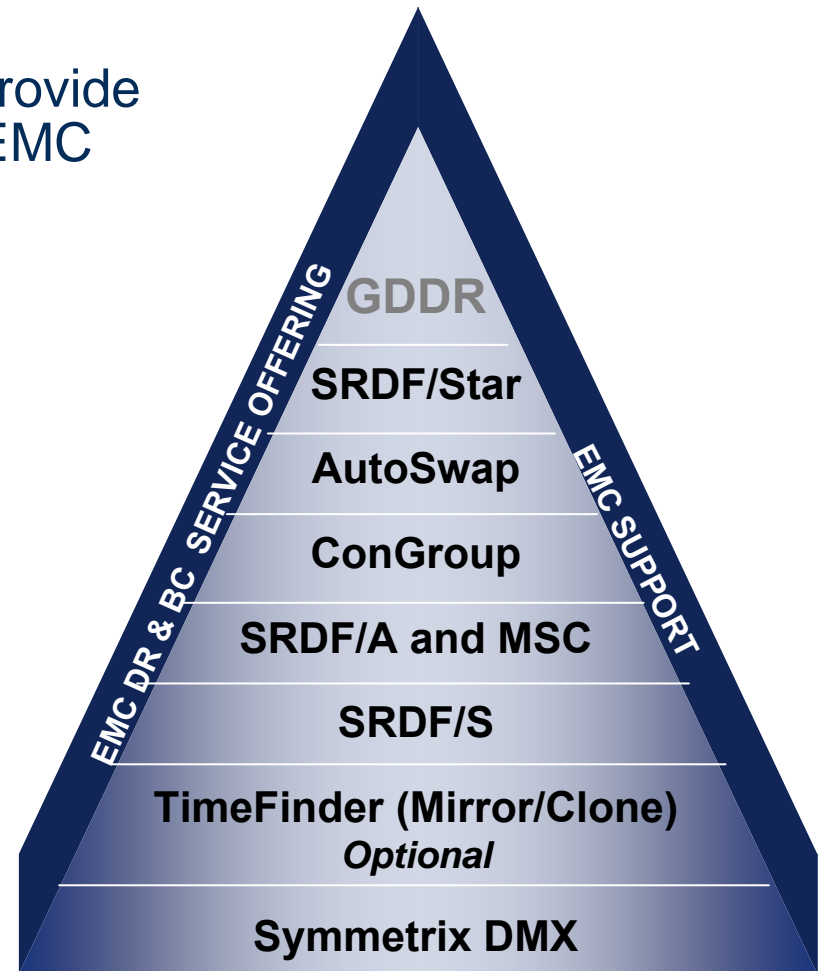 rovide
EMC
GDDR
SRDF/Star
AutoSwap
ConGroup
SRDF/A and MSC
SRDF/S
TimeFinder (Mirror/Clone)
Optional
Symmetrix DMX
EMC DR & BC SERVICE OFFERING
EMC SUPPORT